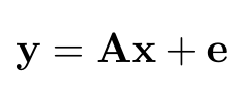 y = Ax + e